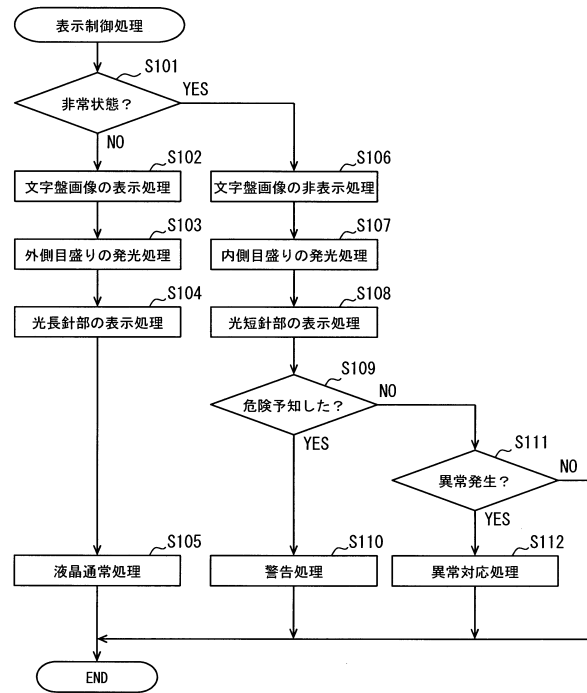 表示制御処理
S101
非常状態?
YES
NO
S102
文字盤画像の表示処理
S106
文字盤画像の非表示処理
S103
外側目盛りの発光処理
S107
内側目盛りの発光処理
S104
光長針部の表示処理
S108
光短針部の表示処理
S109
危険予知した?
NO
YES
S111
異常発生?
NO
YES
S105
液晶通常処理
S110
警告処理
S112
異常対応処理
END